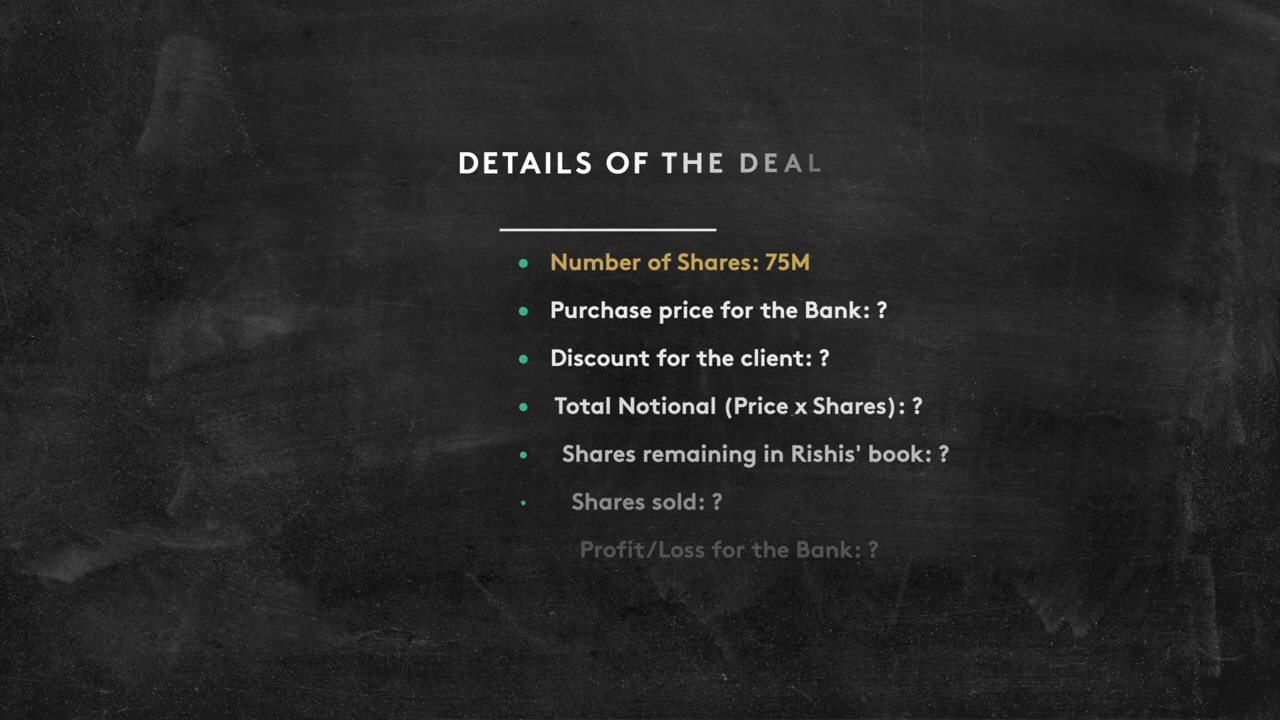 DETAILS OF THE DEAL
Number of Shares: 75M
Purchase price for the Bank: ?
Discount for the client: ?
Total Notional (Price x Shares): ?
Shares remaining in Rishis' book: ?
Shares sold: ?
Profit/Loss for the Bank: ?